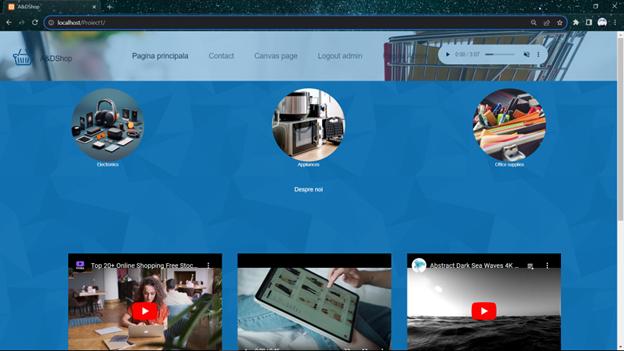 A&DShop
localhost/Proiect1/
A&DShop
Pagina principala
Contact
Canvas page
Logout admin
0:00 / 3:07
Electronics
Appliances
Office supplies
Despre noi
Top 20+ Online Shopping Free Stoc...
Abstract Dark Sea Waves 4K ...